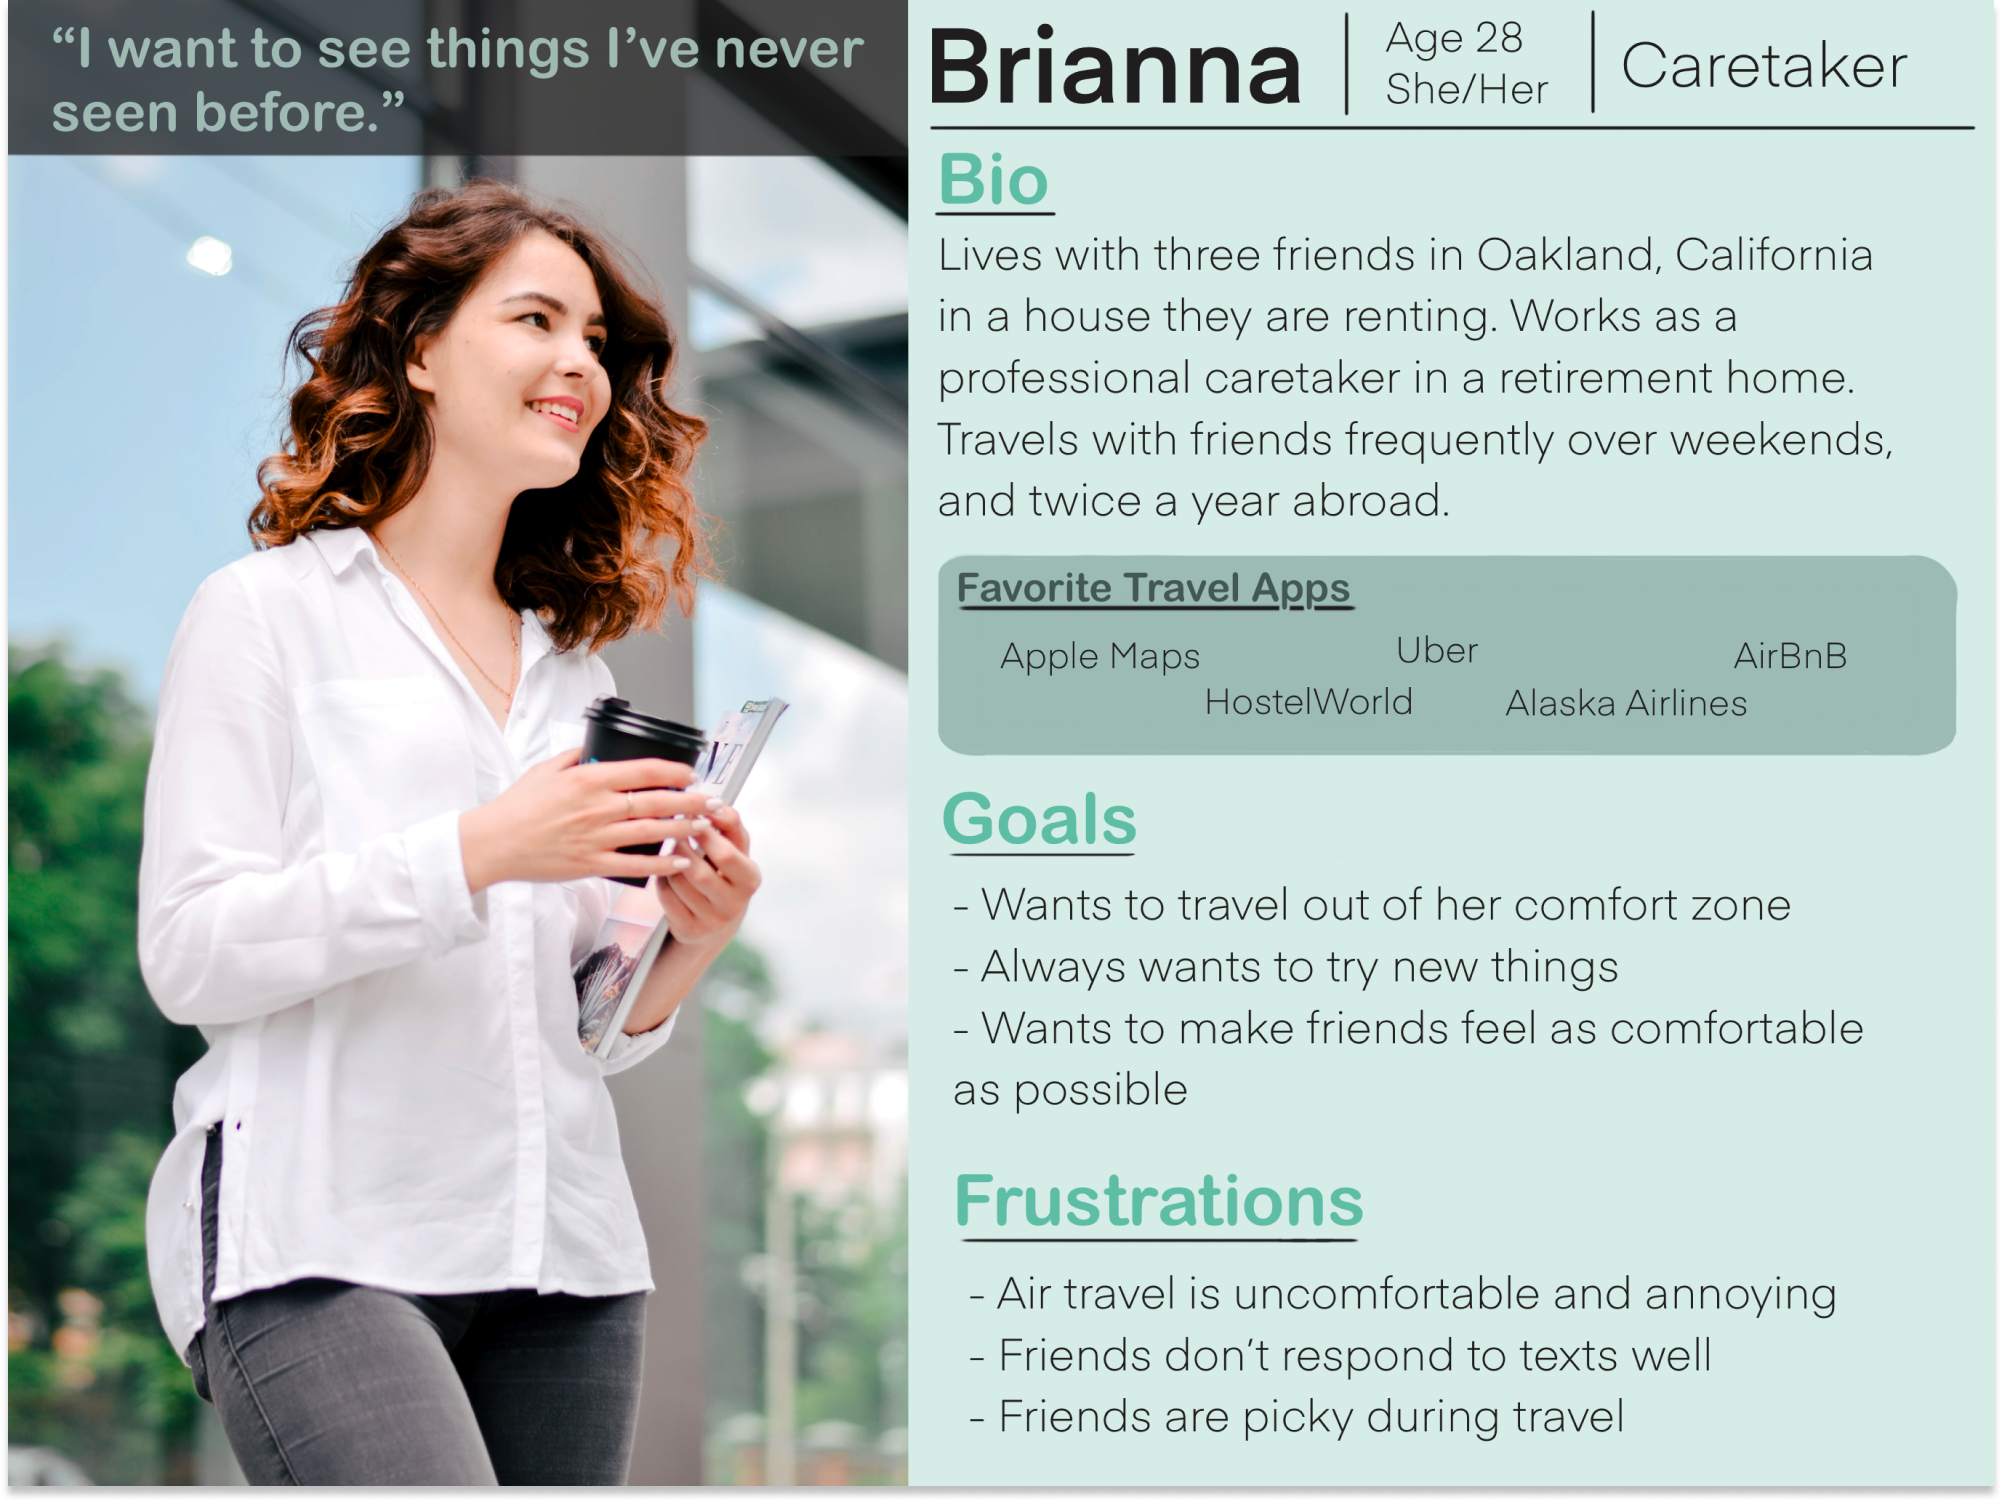 “I want to see things I’ve never
seen before.”
Brianna
Age 28
She/Her
Caretaker
Bio
Lives with three friends in Oakland, California
in a house they are renting. Works as a
professional caretaker in a retirement home.
Travels with friends frequently over weekends,
and twice a year abroad.
Favorite Travel Apps
Apple Maps
Uber
AirBnB
HostelWorld
Alaska Airlines
Goals
- Wants to travel out of her comfort zone
- Always wants to try new things
- Wants to make friends feel as comfortable
as possible
Frustrations
- Air travel is uncomfortable and annoying
- Friends don’t respond to texts well
- Friends are picky during travel